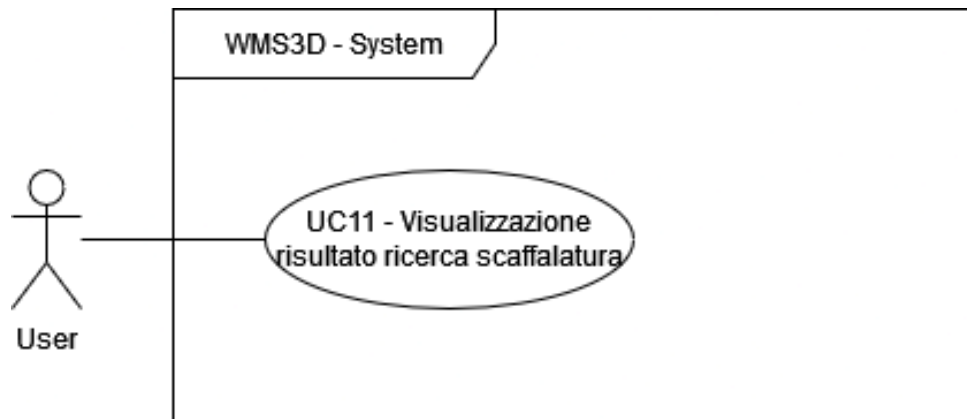 WMS3D - System
UC11 - Visualizzazione
risultato ricerca scaffalatura
User